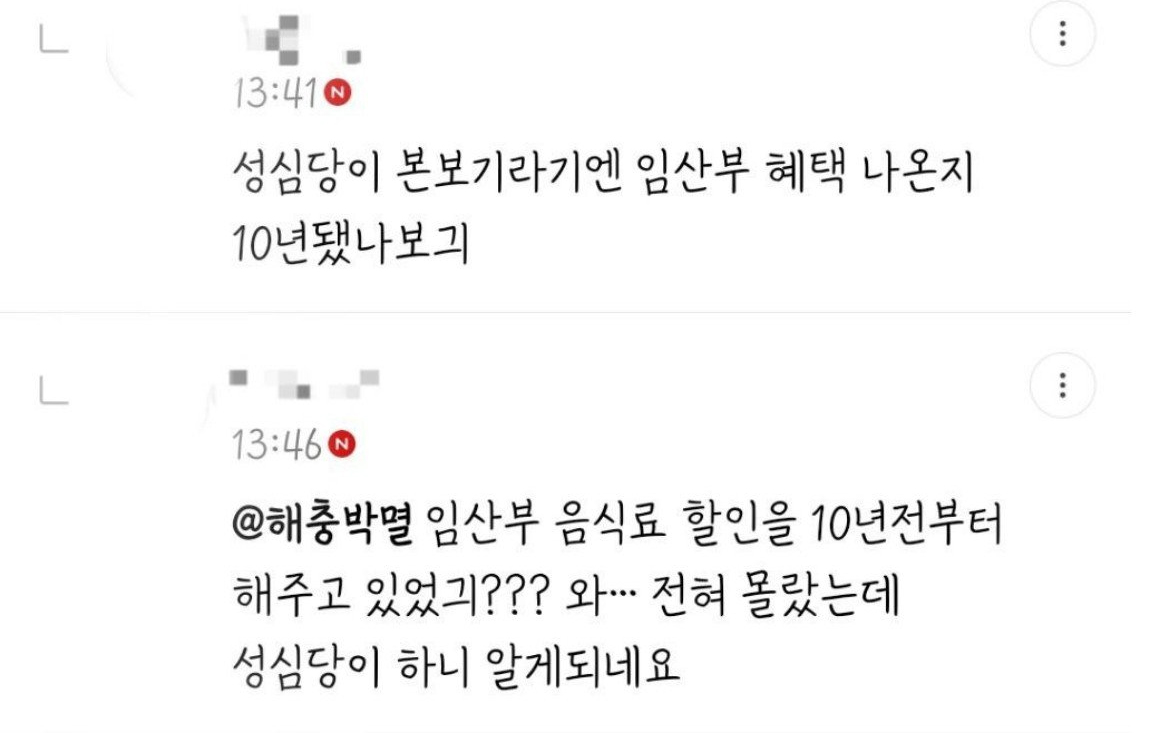 13:41 N
성심당이 본보기라기엔 임산부 혜택 나온지
10년됐나보긔
13:46 N
@해충박멸 임산부 음식료 할인을 10년전부터
해주고 있었긔??? 와... 전혀 몰랐는데
성심당이 하니 알게되네요